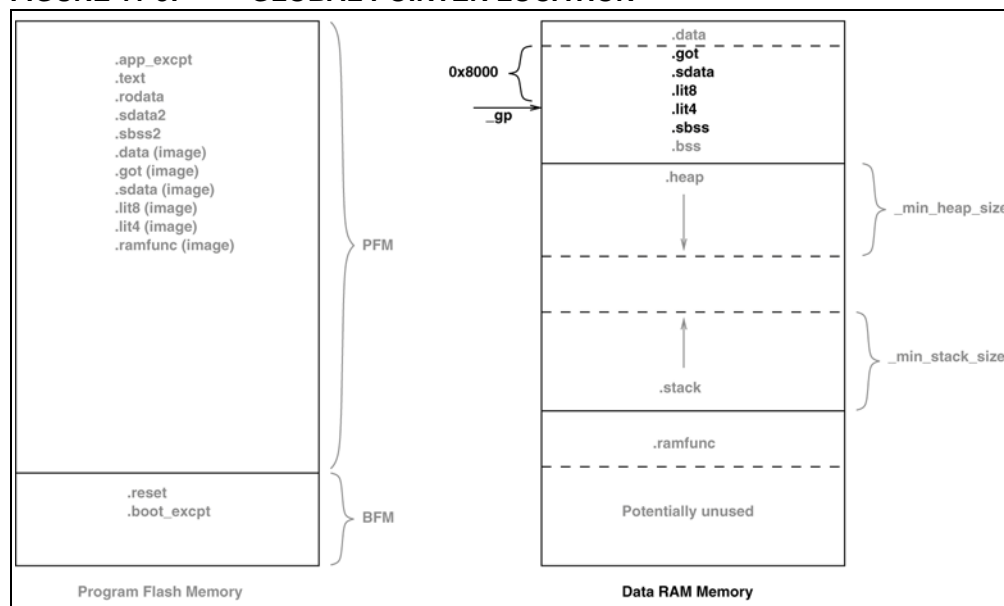 .app_excpt
.text
.rodata
.sdata2
.sbss2
.data (image)
.got (image)
.sdata (image)
.lit8 (image)
.lit4 (image)
.ramfunc (image)
PFM
.reset
.boot_excpt
BFM
Program Flash Memory
.data
0x8000
_gp
.got
.sdata
.lit8
.lit4
.sbss
.bss
.heap
_min_heap_size
_min_stack_size
.stack
.ramfunc
Potentially unused
Data RAM Memory